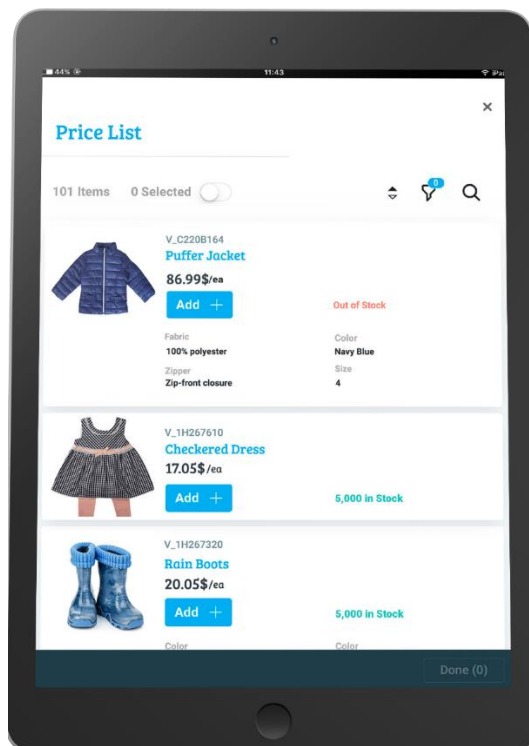 44%
11:43
iPad
×
Price List
101 Items 0 Selected
0
V_C220B164
Puffer Jacket
86.99$/ea
Add +
Out of Stock
Fabric
100% polyester
Color
Navy Blue
Zipper
Zip-front closure
Size
4
V_1H267610
Checkered Dress
17.05$/ea
Add +
5,000 in Stock
V_1H267320
Rain Boots
20.05$/ea
Add +
5,000 in Stock
Color
Color
Done (0)